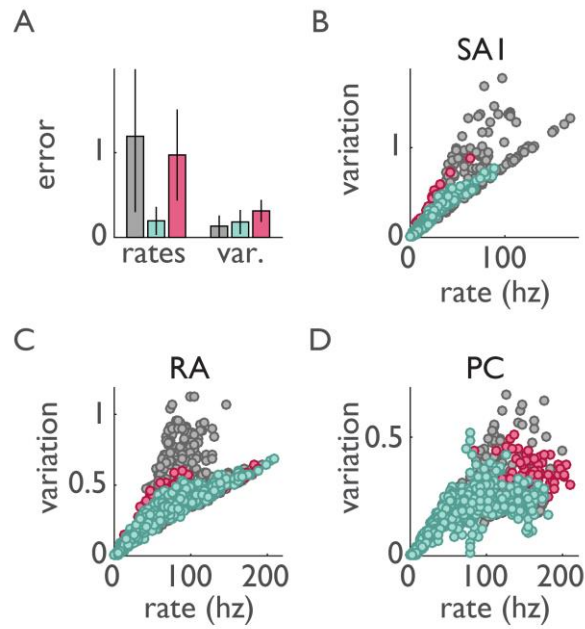 A
error
1
0
rates var.
B
SA1
variation
1
0
0 100
rate (hz)
C
RA
variation
1
0.5
0
0 100 200
rate (hz)
D
PC
variation
0.5
0
0 100 200
rate (hz)